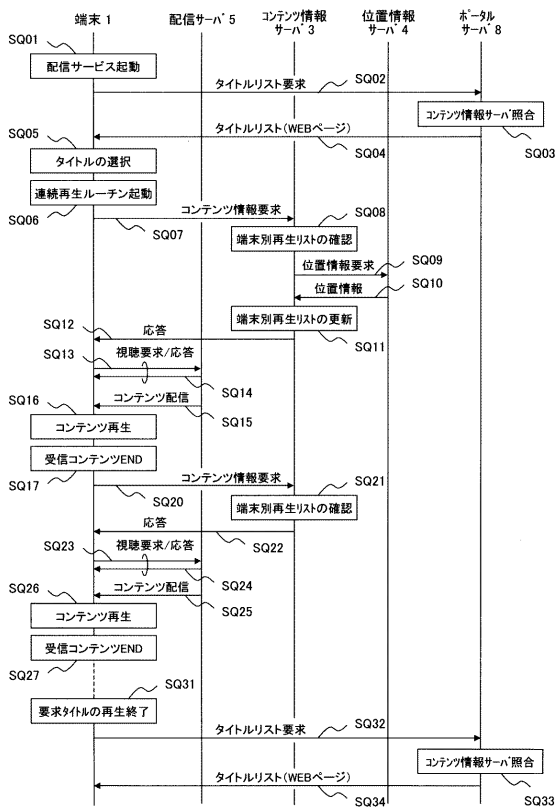 端末 1
配信サーバ 5
コンテンツ情報
サーバ 3
位置情報
サーバ 4
ポータル
サーバ 8
SQ01
配信サービス起動
タイトルリスト要求
SQ02
コンテンツ情報サーバ照合
SQ03
SQ05
タイトルリスト(WEBページ)
SQ04
タイトルの選択
連続再生ルーチン起動
SQ06
コンテンツ情報要求
SQ07
SQ08
端末別再生リストの確認
位置情報要求
SQ09
位置情報
SQ10
端末別再生リストの更新
SQ11
SQ12
応答
SQ13
視聴要求/応答
SQ14
SQ16
コンテンツ配信
SQ15
コンテンツ再生
受信コンテンツEND
SQ17
コンテンツ情報要求
SQ20
SQ21
端末別再生リストの確認
応答
SQ22
SQ23
視聴要求/応答
SQ24
SQ26
コンテンツ配信
SQ25
コンテンツ再生
受信コンテンツEND
SQ27
SQ31
要求タイトルの再生終了
タイトルリスト要求
SQ32
コンテンツ情報サーバ照合
SQ33
タイトルリスト(WEBページ)
SQ34